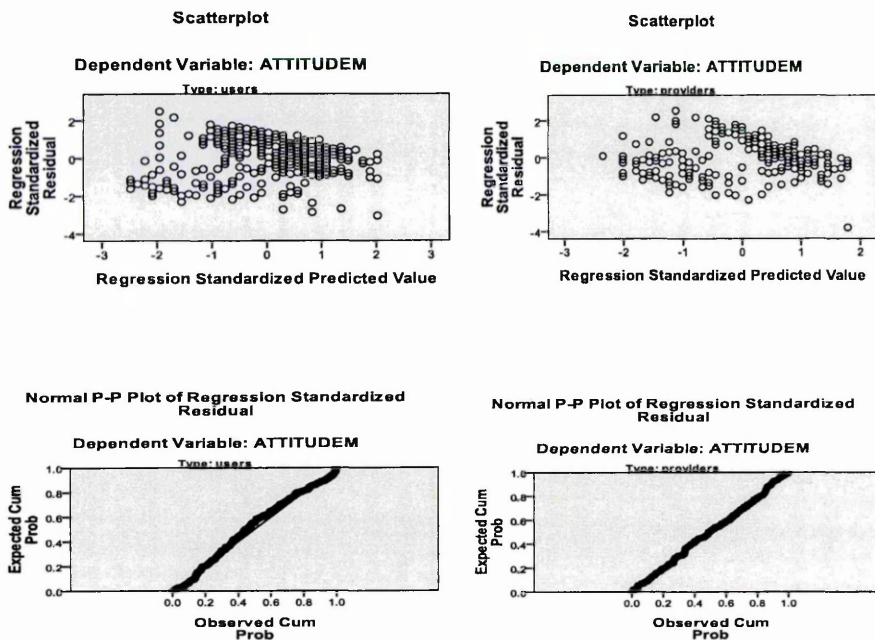 Scatterplot
Dependent Variable: ATTITUDEM
Type: users
2
0
-2
-4
Regression
Standardized
Residual
-3 -2 -1 0 1 2 3
Regression Standardized Predicted Value
Scatterplot
Dependent Variable: ATTITUDEM
Type: providers
2
0
-2
-4
Regression
Standardized
Residual
-3 -2 -1 0 1 2
Regression Standardized Predicted Value
Normal P-P Plot of Regression Standardized
Residual
Dependent Variable: ATTITUDEM
Type: users
1.0
0.8
0.6
0.4
0.2
0.0
Expected Cum
Prob
0.0 0.2 0.4 0.6 0.8 1.0
Observed Cum
Prob
Normal P-P Plot of Regression Standardized
Residual
Dependent Variable: ATTITUDEM
Type: providers
1.0
0.8
0.6
0.4
0.2
0.0
Expected Cum
Prob
0.0 0.2 0.4 0.6 0.8 1.0
Observed Cum
Prob